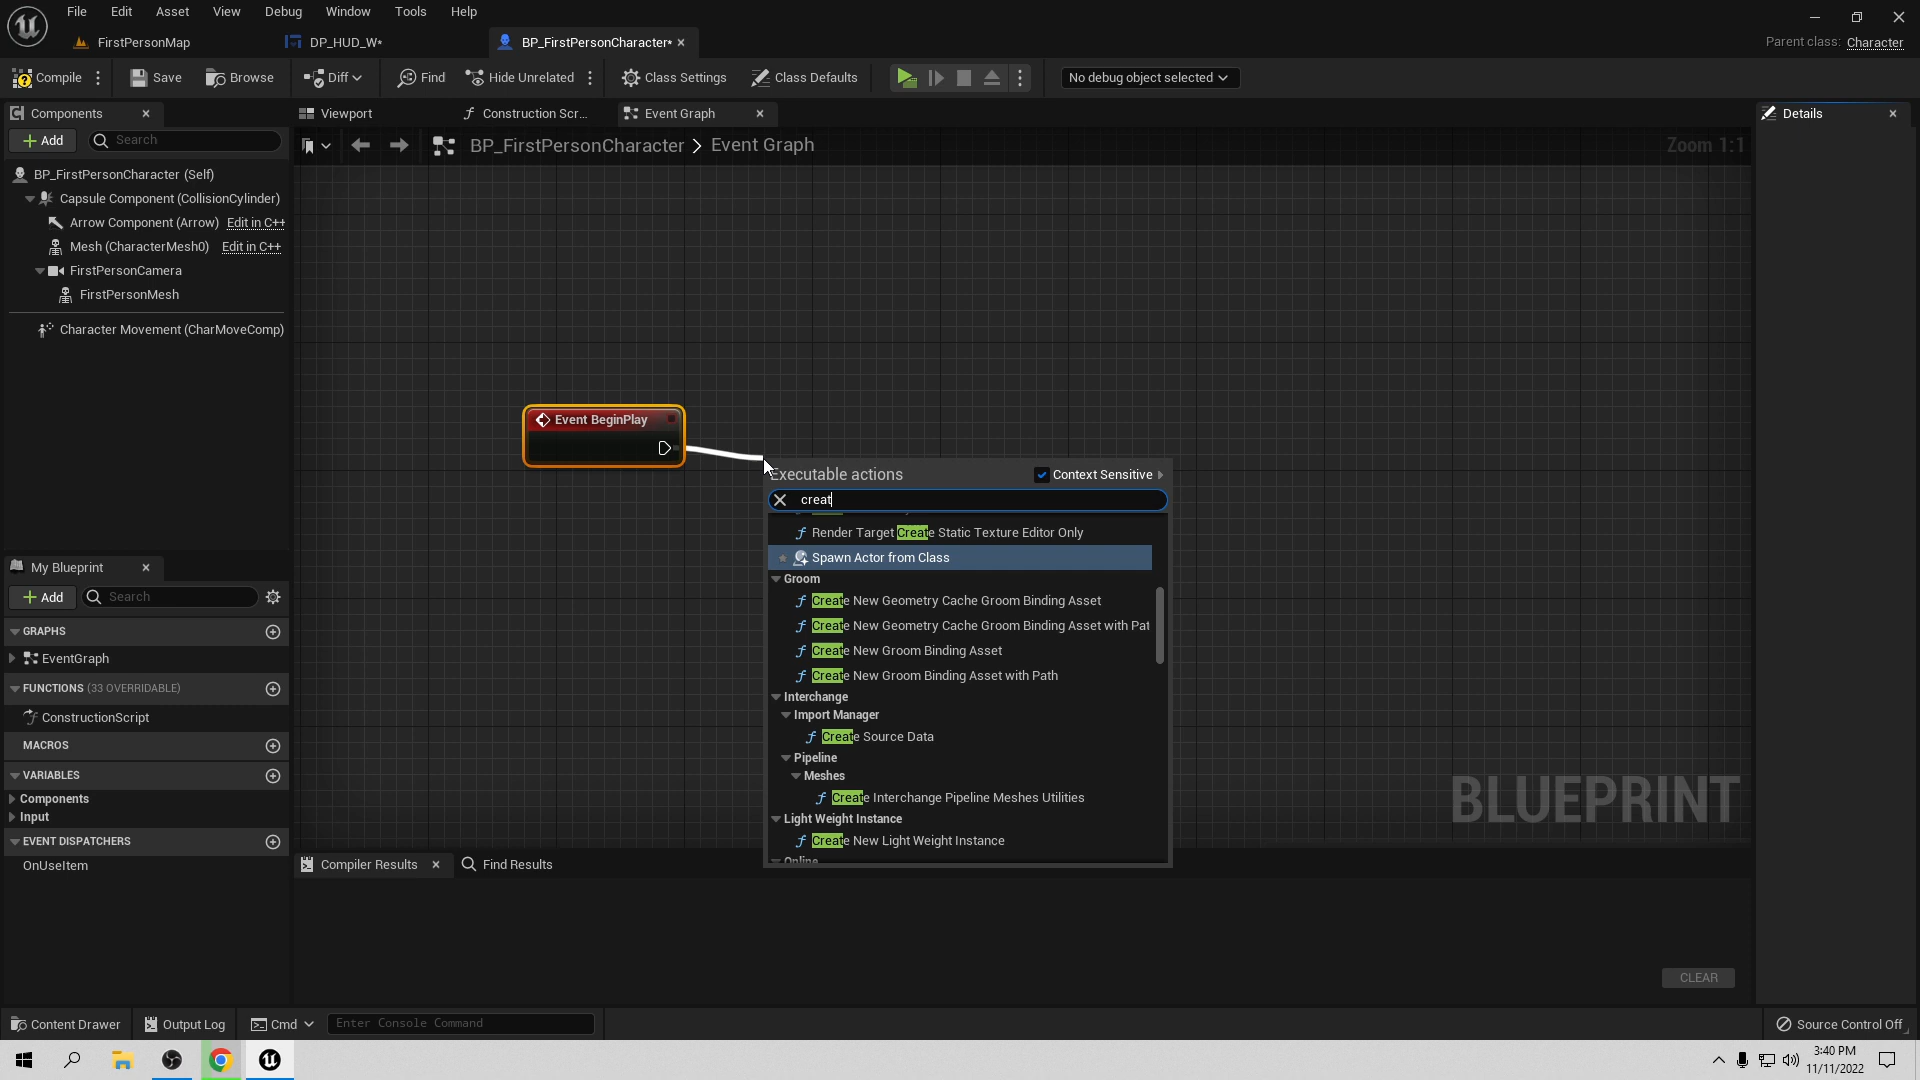 File Edit Asset View Debug Window Tools Help
FirstPersonMap DP_HUD_W* BP_FirstPersonCharacter*
Parent class: Character
Compile Save Browse Diff Find Hide Unrelated Class Settings Class Defaults No debug object selected
Components
Viewport Construction Scr... Event Graph Details
Add Search
BP_FirstPersonCharacter > Event Graph Zoom 1:1
BP_FirstPersonCharacter (Self)
Capsule Component (CollisionCylinder)
Arrow Component (Arrow) Edit in C++
Mesh (CharacterMesh0) Edit in C++
FirstPersonCamera
FirstPersonMesh
Character Movement (CharMoveComp)
Event BeginPlay
Executable actions Context Sensitive
creat
Render Target Create Static Texture Editor Only
Spawn Actor from Class
Groom
Create New Geometry Cache Groom Binding Asset
Create New Geometry Cache Groom Binding Asset with Pat
Create New Groom Binding Asset
Create New Groom Binding Asset with Path
Interchange
Import Manager
Create Source Data
Pipeline
Meshes
Create Interchange Pipeline Meshes Utilities
Light Weight Instance
Create New Light Weight Instance
Online
BLUEPRINT
My Blueprint
Add Search
GRAPHS
EventGraph
FUNCTIONS (33 OVERRIDABLE)
ConstructionScript
MACROS
VARIABLES
Components
Input
EVENT DISPATCHERS
OnUseItem
Compiler Results Find Results
CLEAR
Content Drawer Output Log Cmd Enter Console Command Source Control Off
3:40 PM
11/11/2022